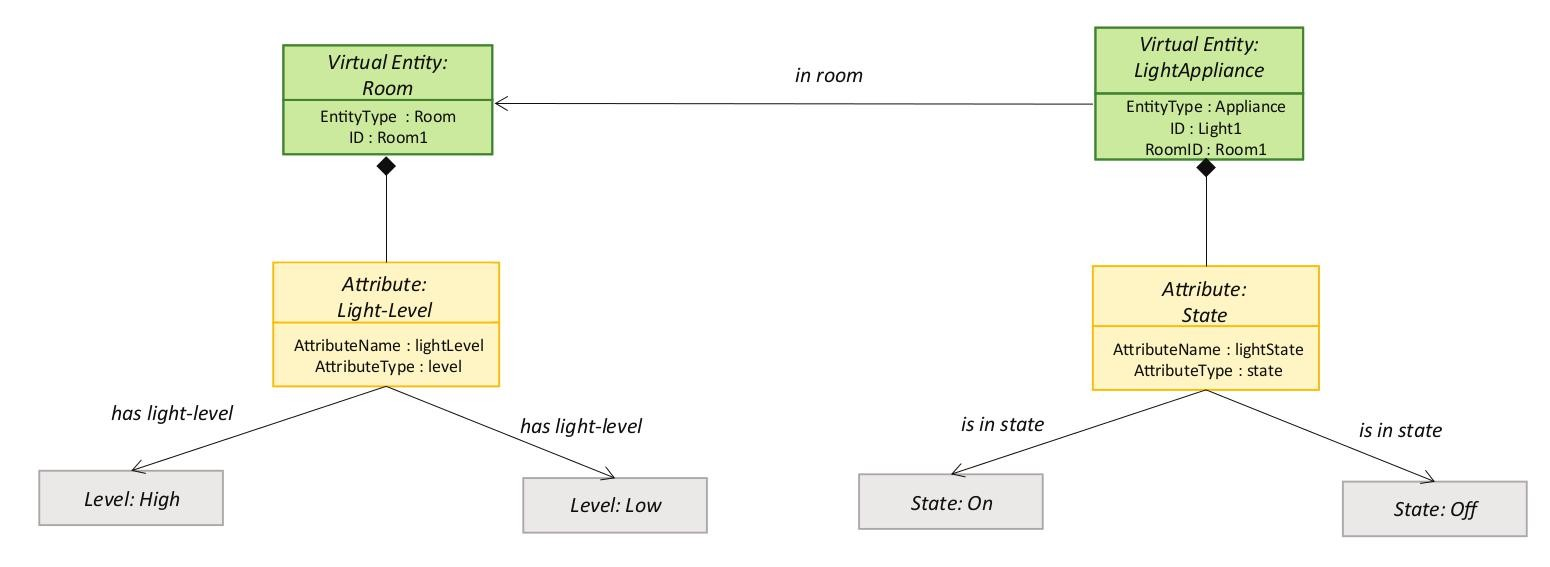 Virtual Entity:
Room
EntityType : Room
ID : Room1
in room
Virtual Entity:
LightAppliance
EntityType : Appliance
ID : Light1
RoomID : Room1
Attribute:
Light-Level
AttributeName : lightLevel
AttributeType : level
Attribute:
State
AttributeName : lightState
AttributeType : state
has light-level
has light-level
is in state
is in state
Level: High
Level: Low
State: On
State: Off